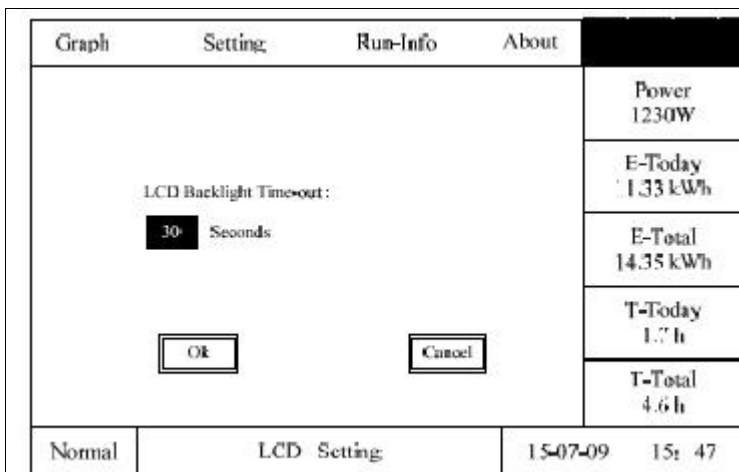 Graph Setting Run-Info About
Power
1230W
E-Today
11.33 kWh
E-Total
14.35 kWh
T-Today
1.7 h
T-Total
4.6 h
LCD Backlight Time-out:
30 Seconds
Ok Cancel
Normal LCD Setting 15-07-09 15: 47